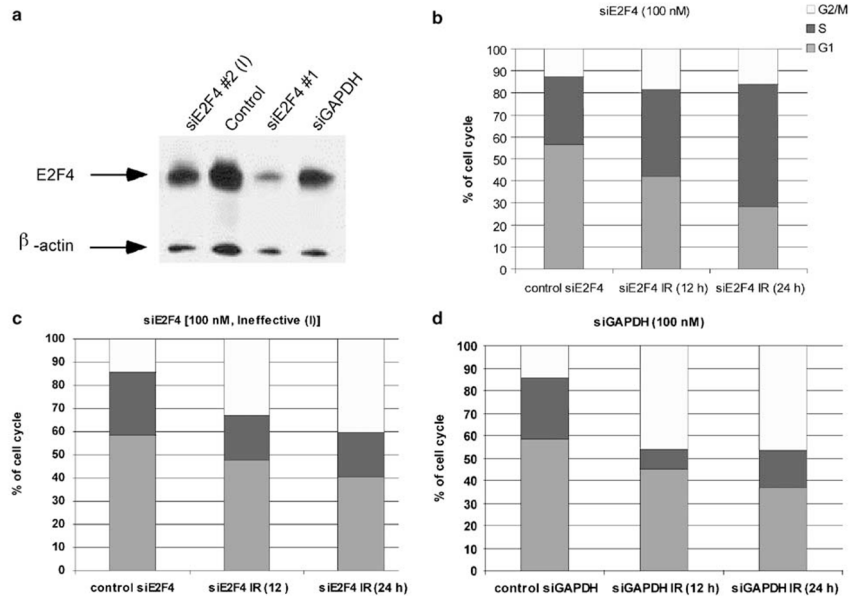 a
siE2F4 #2 (I)
Control
siE2F4 #1
siGAPDH
E2F4
β -actin
b
siE2F4 (100 nM)
G2/M
S
G1
% of cell cycle
100
90
80
70
60
50
40
30
20
10
0
control siE2F4
siE2F4 IR (12 h)
siE2F4 IR (24 h)
c
siE2F4 [100 nM, Ineffective (I)]
% of cell cycle
100
90
80
70
60
50
40
30
20
10
0
control siE2F4
siE2F4 IR (12 )
siE2F4 IR (24 h)
d
siGAPDH (100 nM)
% of cell cycle
100
90
80
70
60
50
40
30
20
10
0
control siGAPDH
siGAPDH IR (12 h)
siGAPDH IR (24 h)